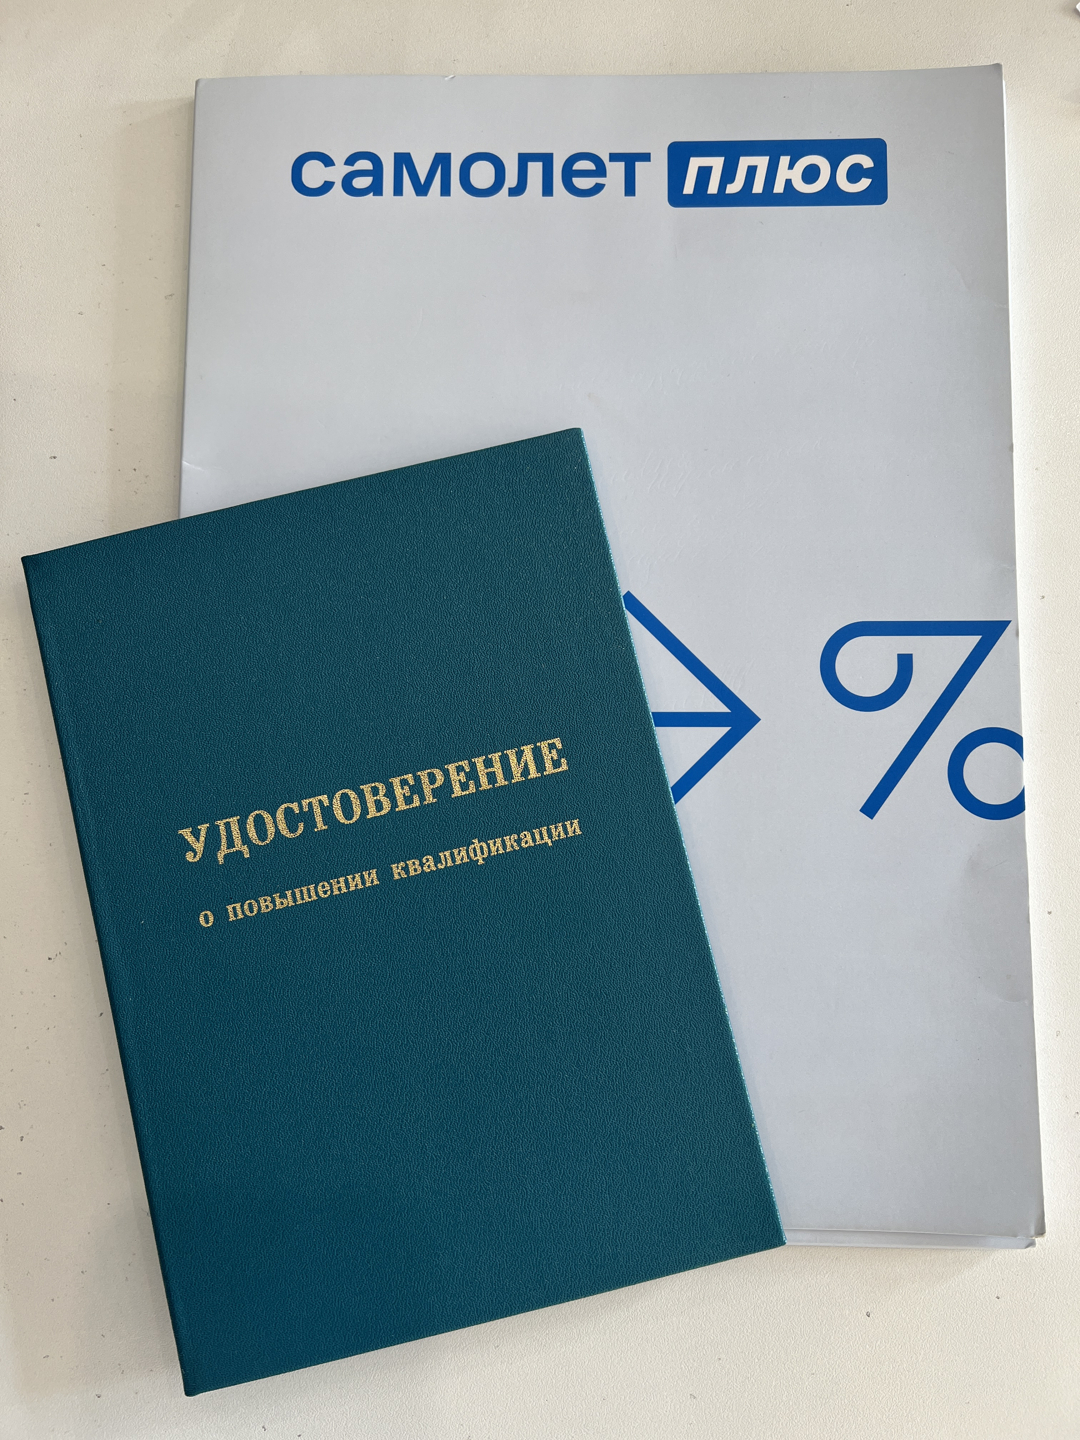 самолет плюс
%
УДОСТОВЕРЕНИЕ
о повышении квалификации